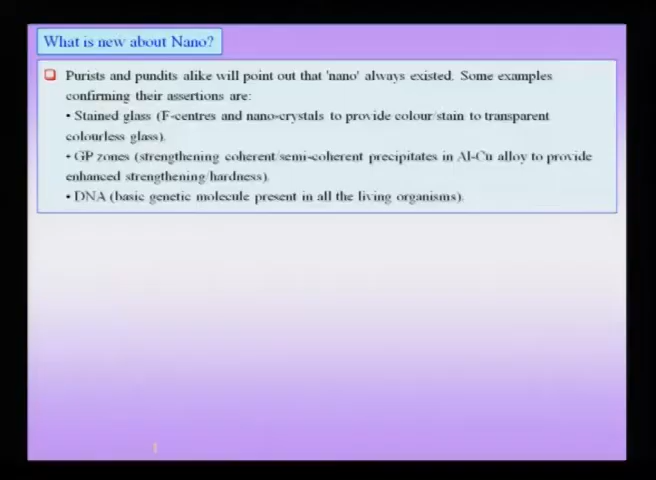 What is new about Nano?
Purists and pundits alike will point out that 'nano' always existed. Some examples
confirming their assertions are:
• Stained glass (F-centres and nano-crystals to provide colour/stain to transparent
colourless glass).
• GP zones (strengthening coherent/semi-coherent precipitates in Al-Cu alloy to provide
enhanced strengthening/hardness).
• DNA (basic genetic molecule present in all the living organisms).